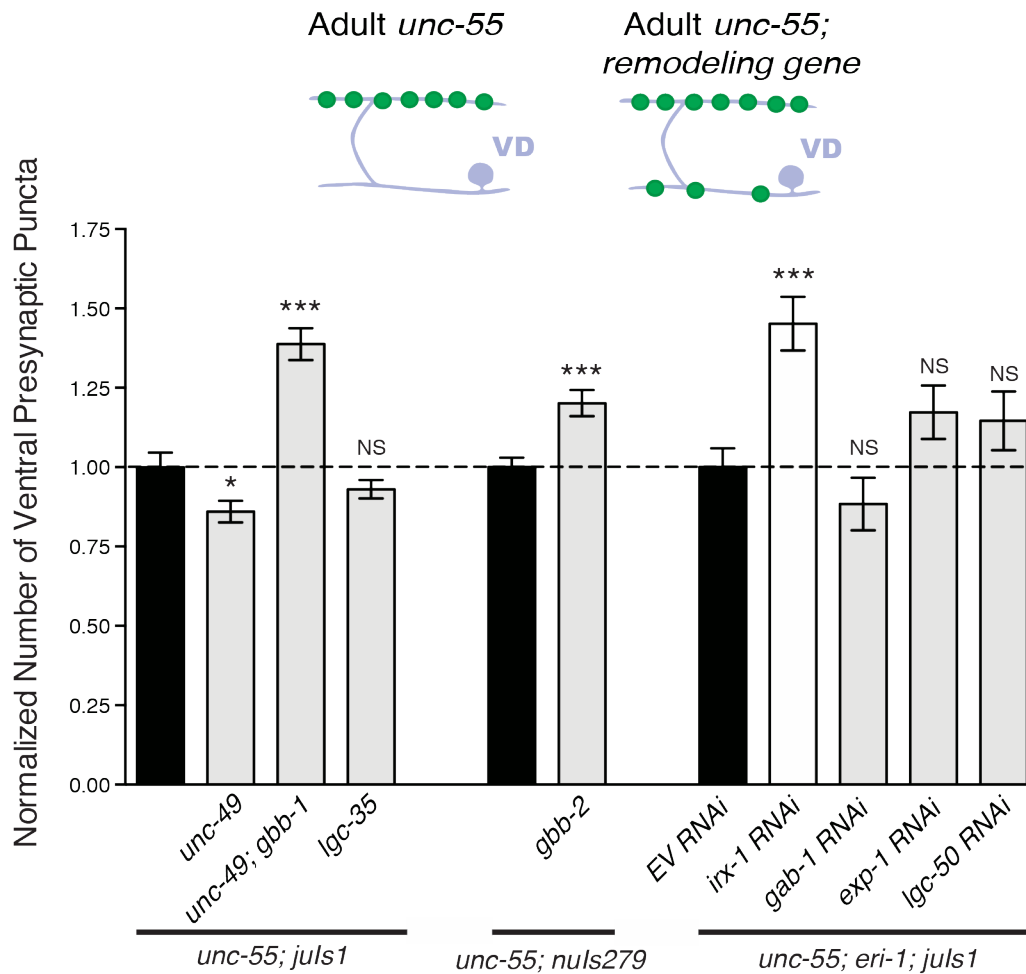 Adult unc-55
Adult unc-55;
remodeling gene
VD
VD
Normalized Number of Ventral Presynaptic Puncta
1.75
1.50
1.25
1.00
0.75
0.50
0.25
0.00
*
***
NS
***
***
NS
NS
NS
unc-49
unc-49; gbb-1
lgc-35
gbb-2
EV RNAi
irx-1 RNAi
gab-1 RNAi
exp-1 RNAi
lgc-50 RNAi
unc-55; juIs1
unc-55; nuIs279
unc-55; eri-1; juIs1